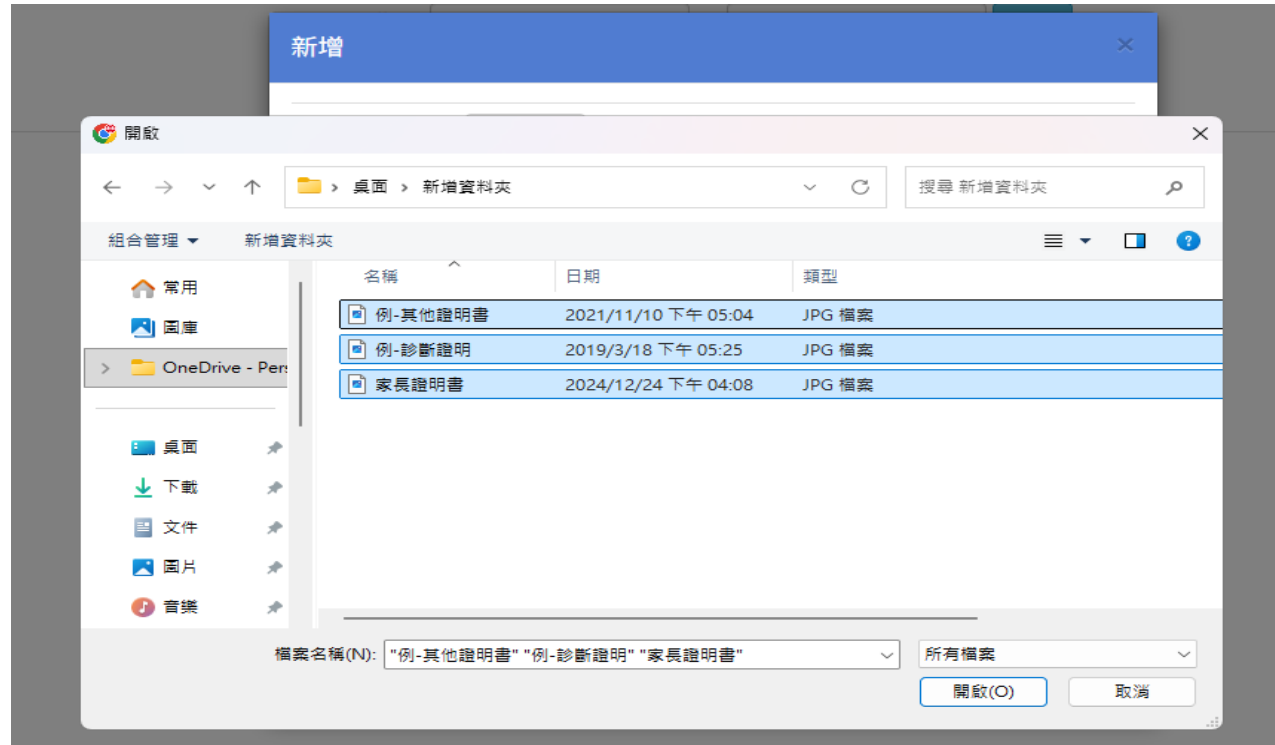 新增
開啟
桌面 › 新增資料夾
搜尋 新增資料夾
組合管理
新增資料夾
名稱 日期 類型
常用
圖庫
OneDrive - Pers
桌面
下載
文件
圖片
音樂
例-其他證明書 2021/11/10 下午 05:04 JPG 檔案
例-診斷證明 2019/3/18 下午 05:25 JPG 檔案
家長證明書 2024/12/24 下午 04:08 JPG 檔案
檔案名稱(N): "例-其他證明書" "例-診斷證明" "家長證明書"
所有檔案
開啟(O)
取消